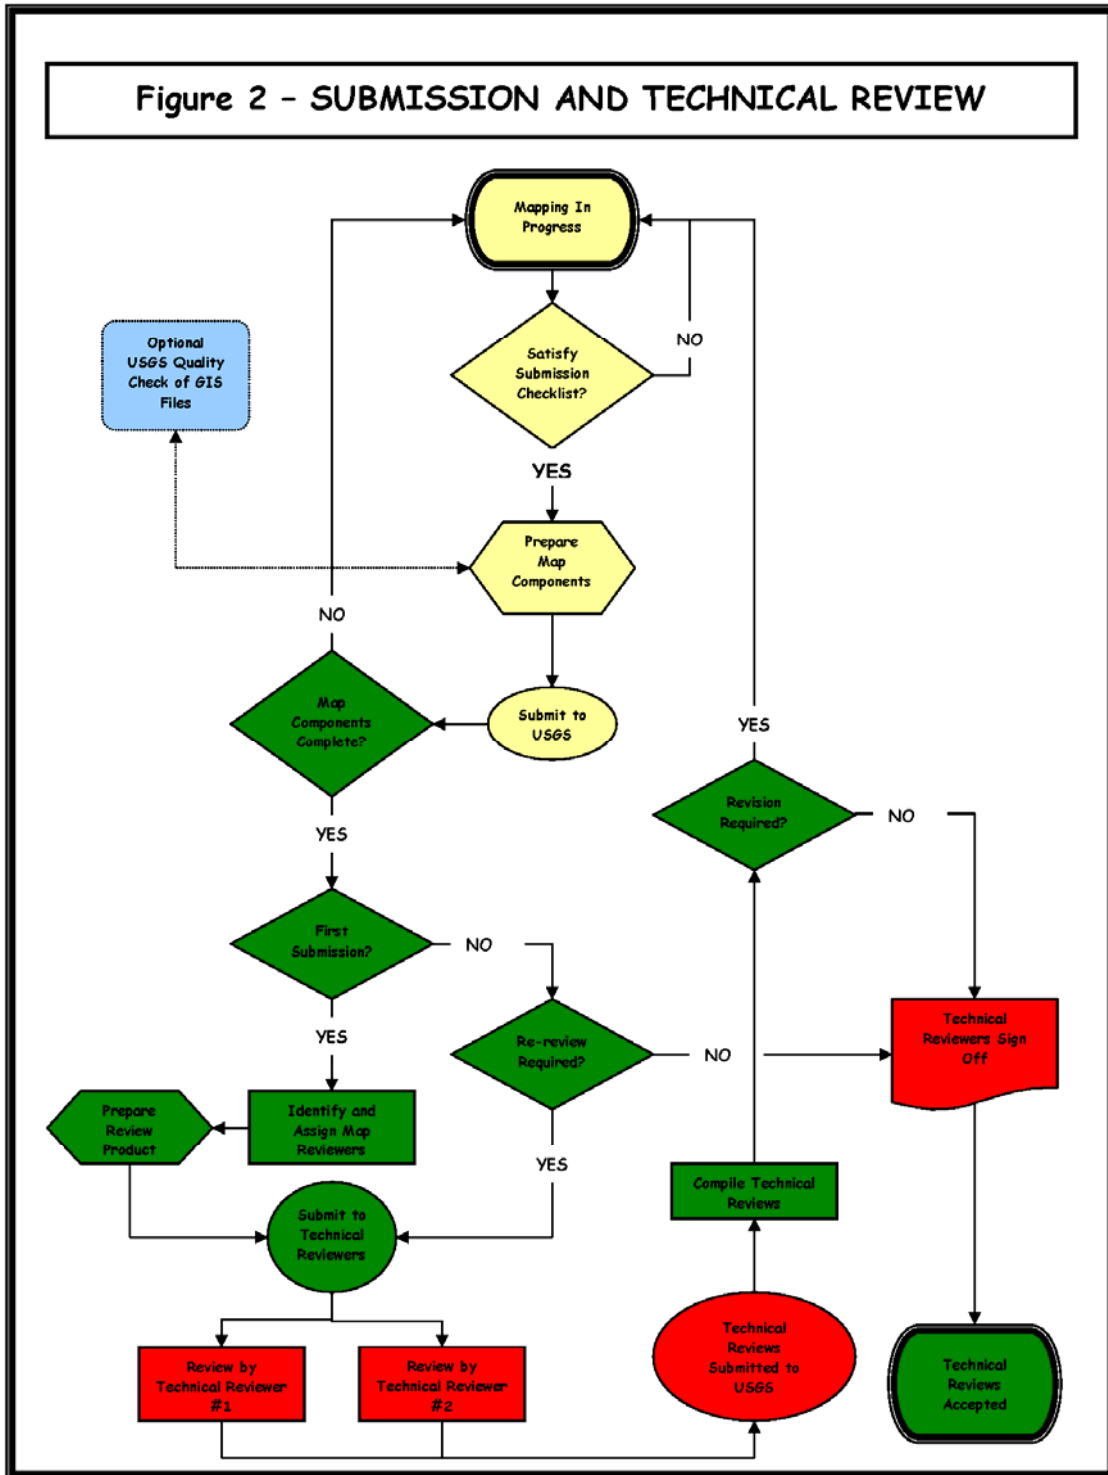 Figure 2 – SUBMISSION AND TECHNICAL REVIEW
Mapping In
Progress
Optional
USGS Quality
Check of GIS
Files
Satisfy
Submission
Checklist?
NO
YES
Prepare
Map
Components
NO
Map
Components
Complete?
Submit to
USGS
YES
Revision
Required?
NO
YES
First
Submission?
NO
YES
Re-review
Required?
NO
Technical
Reviewers Sign
Off
Prepare
Review
Product
Identify and
Assign Map
Reviewers
YES
Compile Technical
Reviews
Submit to
Technical
Reviewers
Technical
Reviews
Submitted to
USGS
Review by
Technical Reviewer
#1
Review by
Technical Reviewer
#2
Technical
Reviews
Accepted